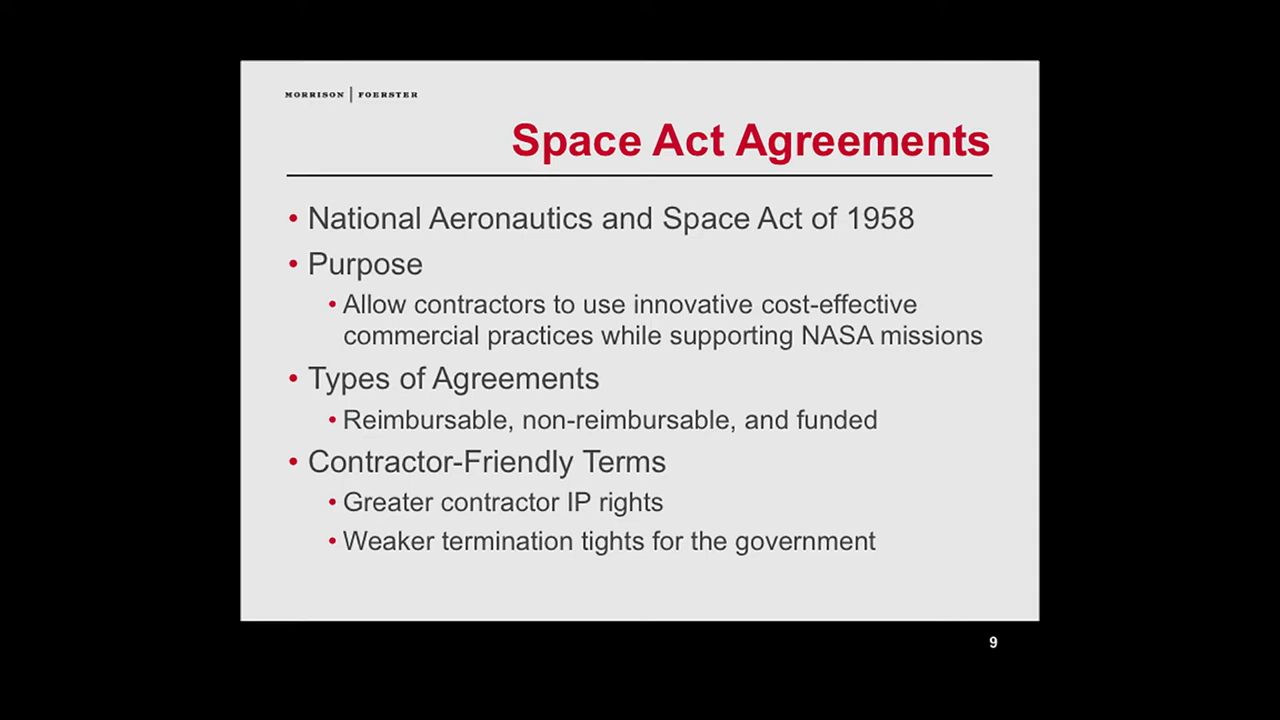 MORRISON | FOERSTER
Space Act Agreements
• National Aeronautics and Space Act of 1958
• Purpose
• Allow contractors to use innovative cost-effective
commercial practices while supporting NASA missions
• Types of Agreements
• Reimbursable, non-reimbursable, and funded
• Contractor-Friendly Terms
• Greater contractor IP rights
• Weaker termination tights for the government
9